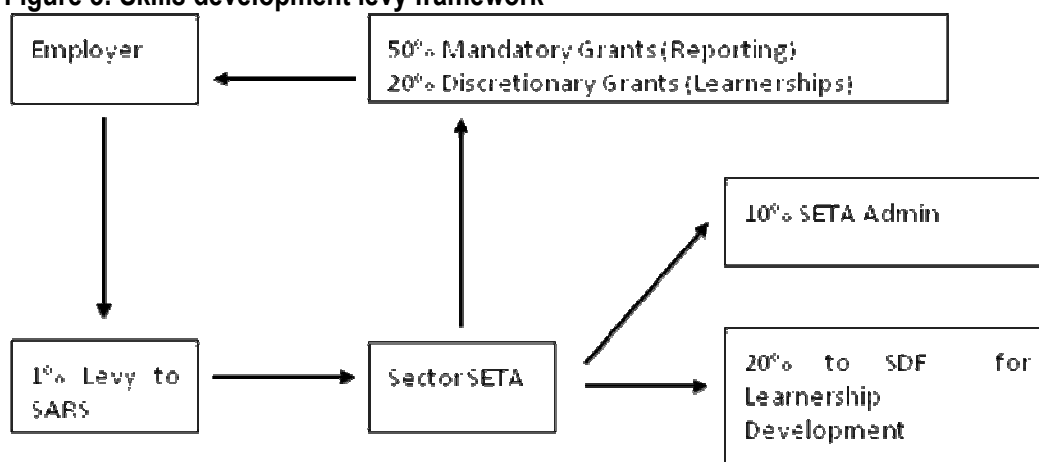 Figure 3: Skills development levy framework
Employer
50% Mandatory Grants (Reporting)
20% Discretionary Grants (Learnerships)
10% SETA Admin
1% Levy to
SARS
Sector SETA
20% to SDF for
Learnership
Development